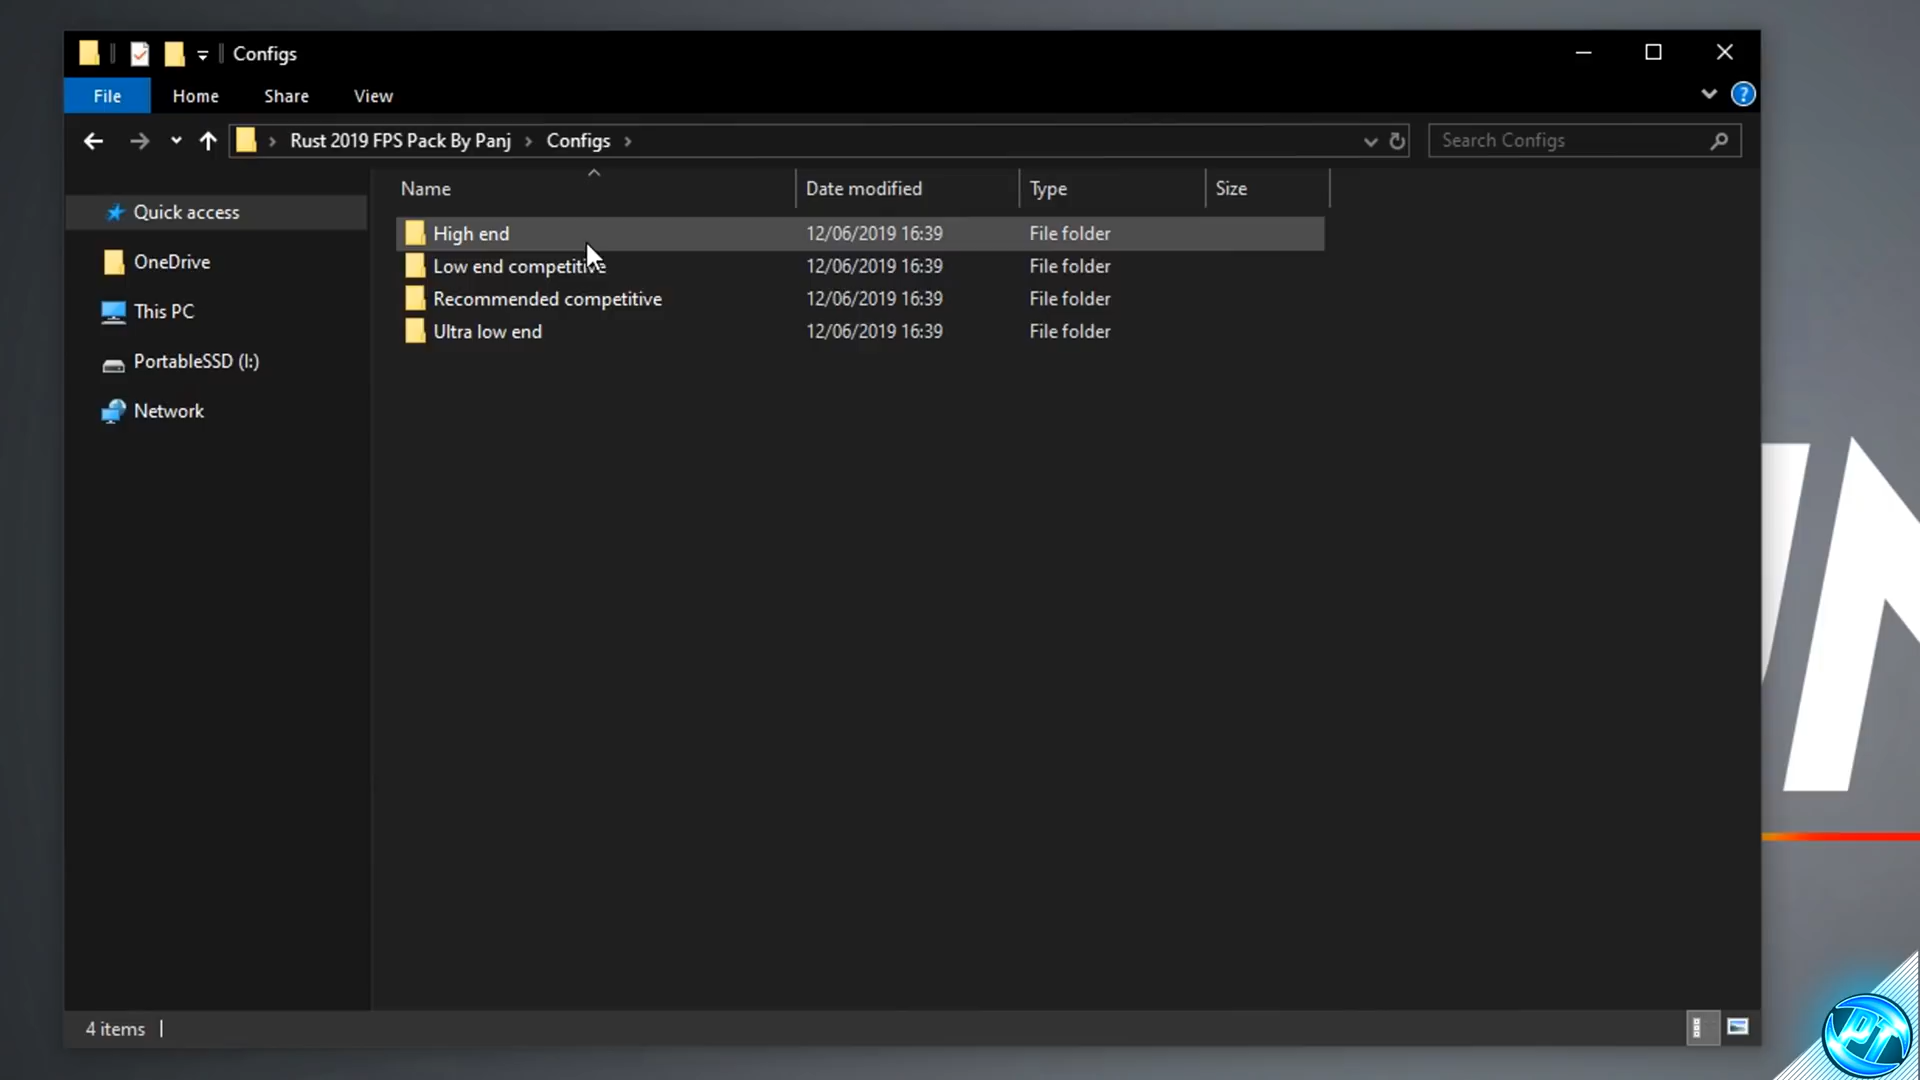 Configs
File Home Share View
Rust 2019 FPS Pack By Panj Configs Search Configs
Name Date modified Type Size
Quick access
OneDrive
This PC
PortableSSD (I:)
Network
High end 12/06/2019 16:39 File folder
Low end competitive 12/06/2019 16:39 File folder
Recommended competitive 12/06/2019 16:39 File folder
Ultra low end 12/06/2019 16:39 File folder
4 items
PT